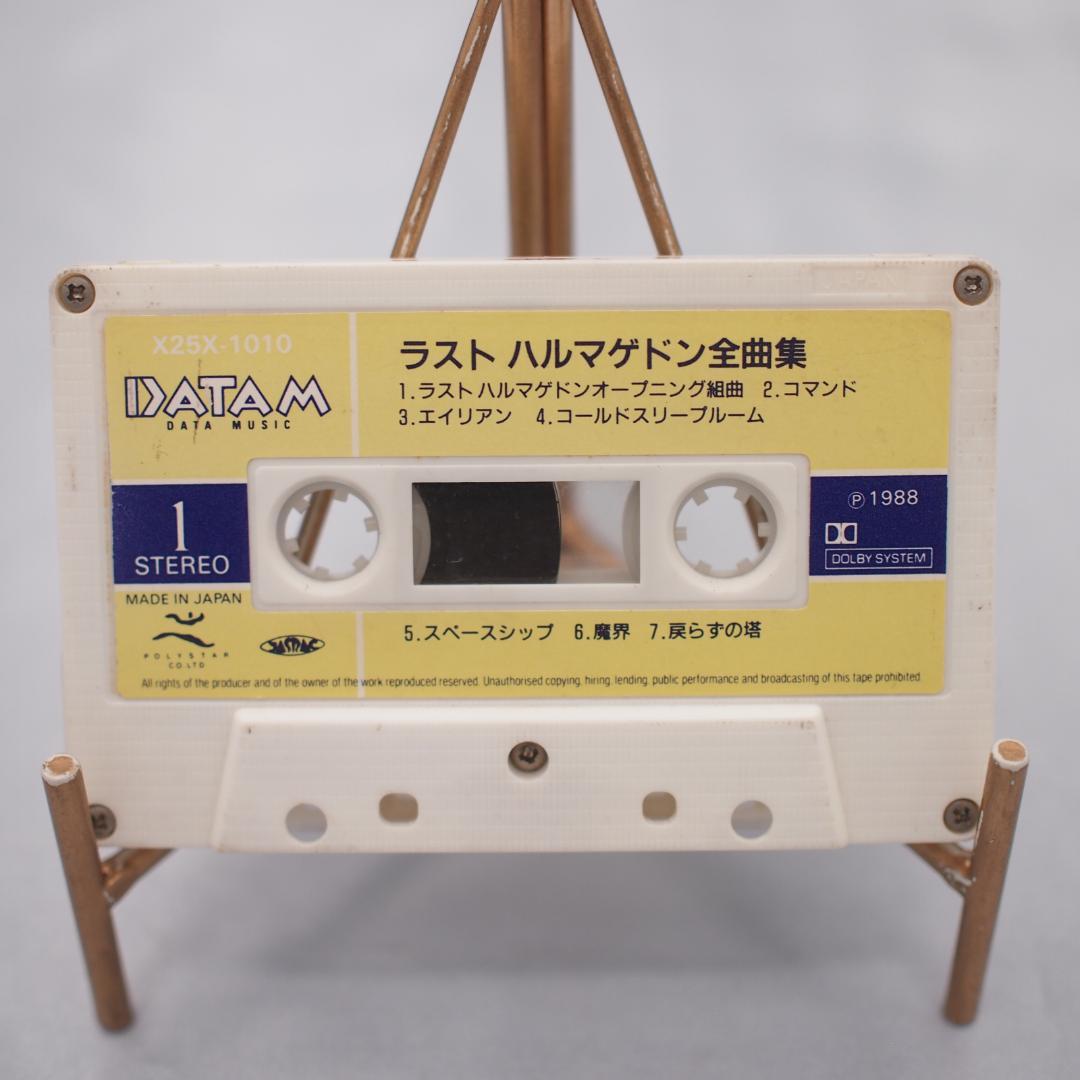 JAPAN
X25X-1010
DATAM
DATA MUSIC
ラスト ハルマゲドン全曲集
1.ラスト ハルマゲドンオープニング組曲 2.コマンド
3.エイリアン 4.コールドスリープルーム
1
STEREO
Ⓟ1988
DOLBY SYSTEM
MADE IN JAPAN
POLYSTAR
CO.LTD
JASRAC
5.スペースシップ 6.魔界 7.戻らずの塔
All rights of the producer and of the owner of the work reproduced reserved. Unauthorised copying, hiring, lending, public performance and broadcasting of this tape prohibited.